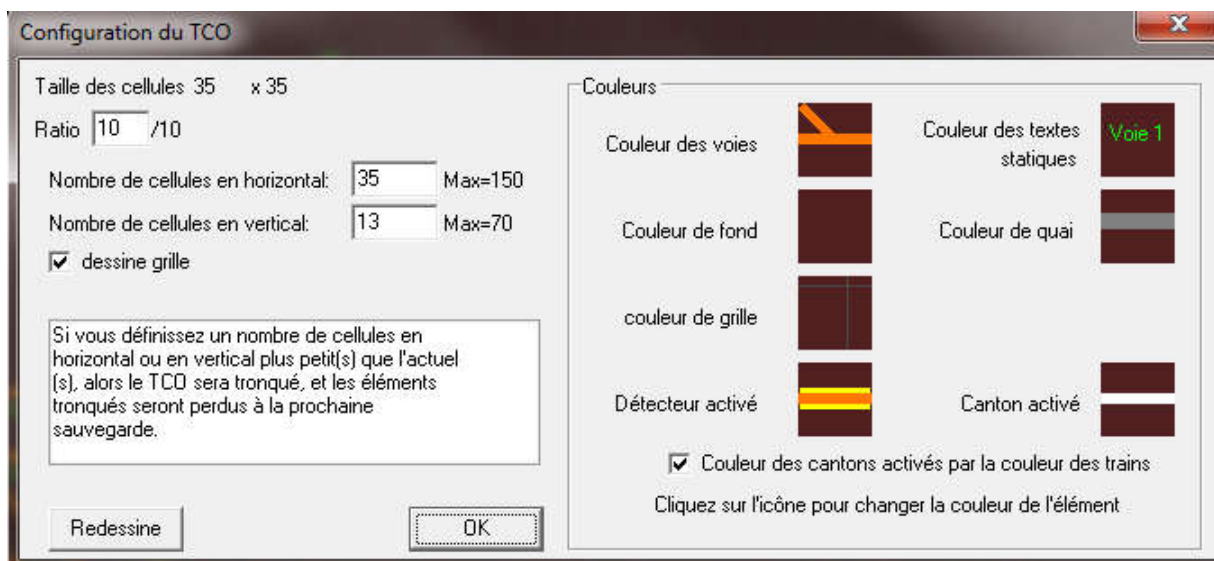 Configuration du TCO
Taille des cellules 35 x 35
Ratio 10 /10
Nombre de cellules en horizontal: 35 Max=150
Nombre de cellules en vertical: 13 Max=70
dessine grille
Si vous définissez un nombre de cellules en
horizontal ou en vertical plus petit(s) que l'actuel
(s), alors le TCO sera tronqué, et les éléments
tronqués seront perdus à la prochaine
sauvegarde.
Redessine
OK
Couleurs
Couleur des voies
Couleur des textes
statiques
Voie 1
Couleur de fond
Couleur de quai
couleur de grille
Détecteur activé
Canton activé
Couleur des cantons activés par la couleur des trains
Cliquez sur l'icône pour changer la couleur de l'élément